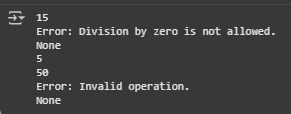 15
Error: Division by zero is not allowed.
None
5
50
Error: Invalid operation.
None